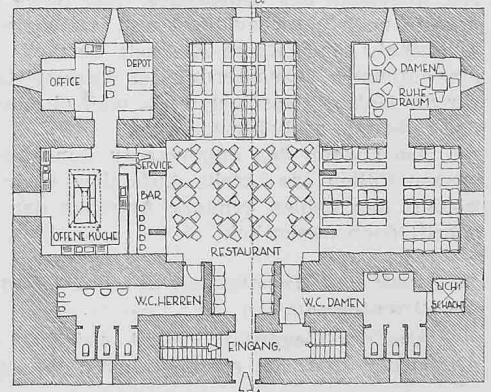 OFFICE
DEPOT
DAMEN
RUHE-
RAUM
SERVICE
BAR
OFFENE KÜCHE
RESTAURANT
W.C. HERREN
W.C. DAMEN
LICHT
SCHACHT
EINGANG.
A